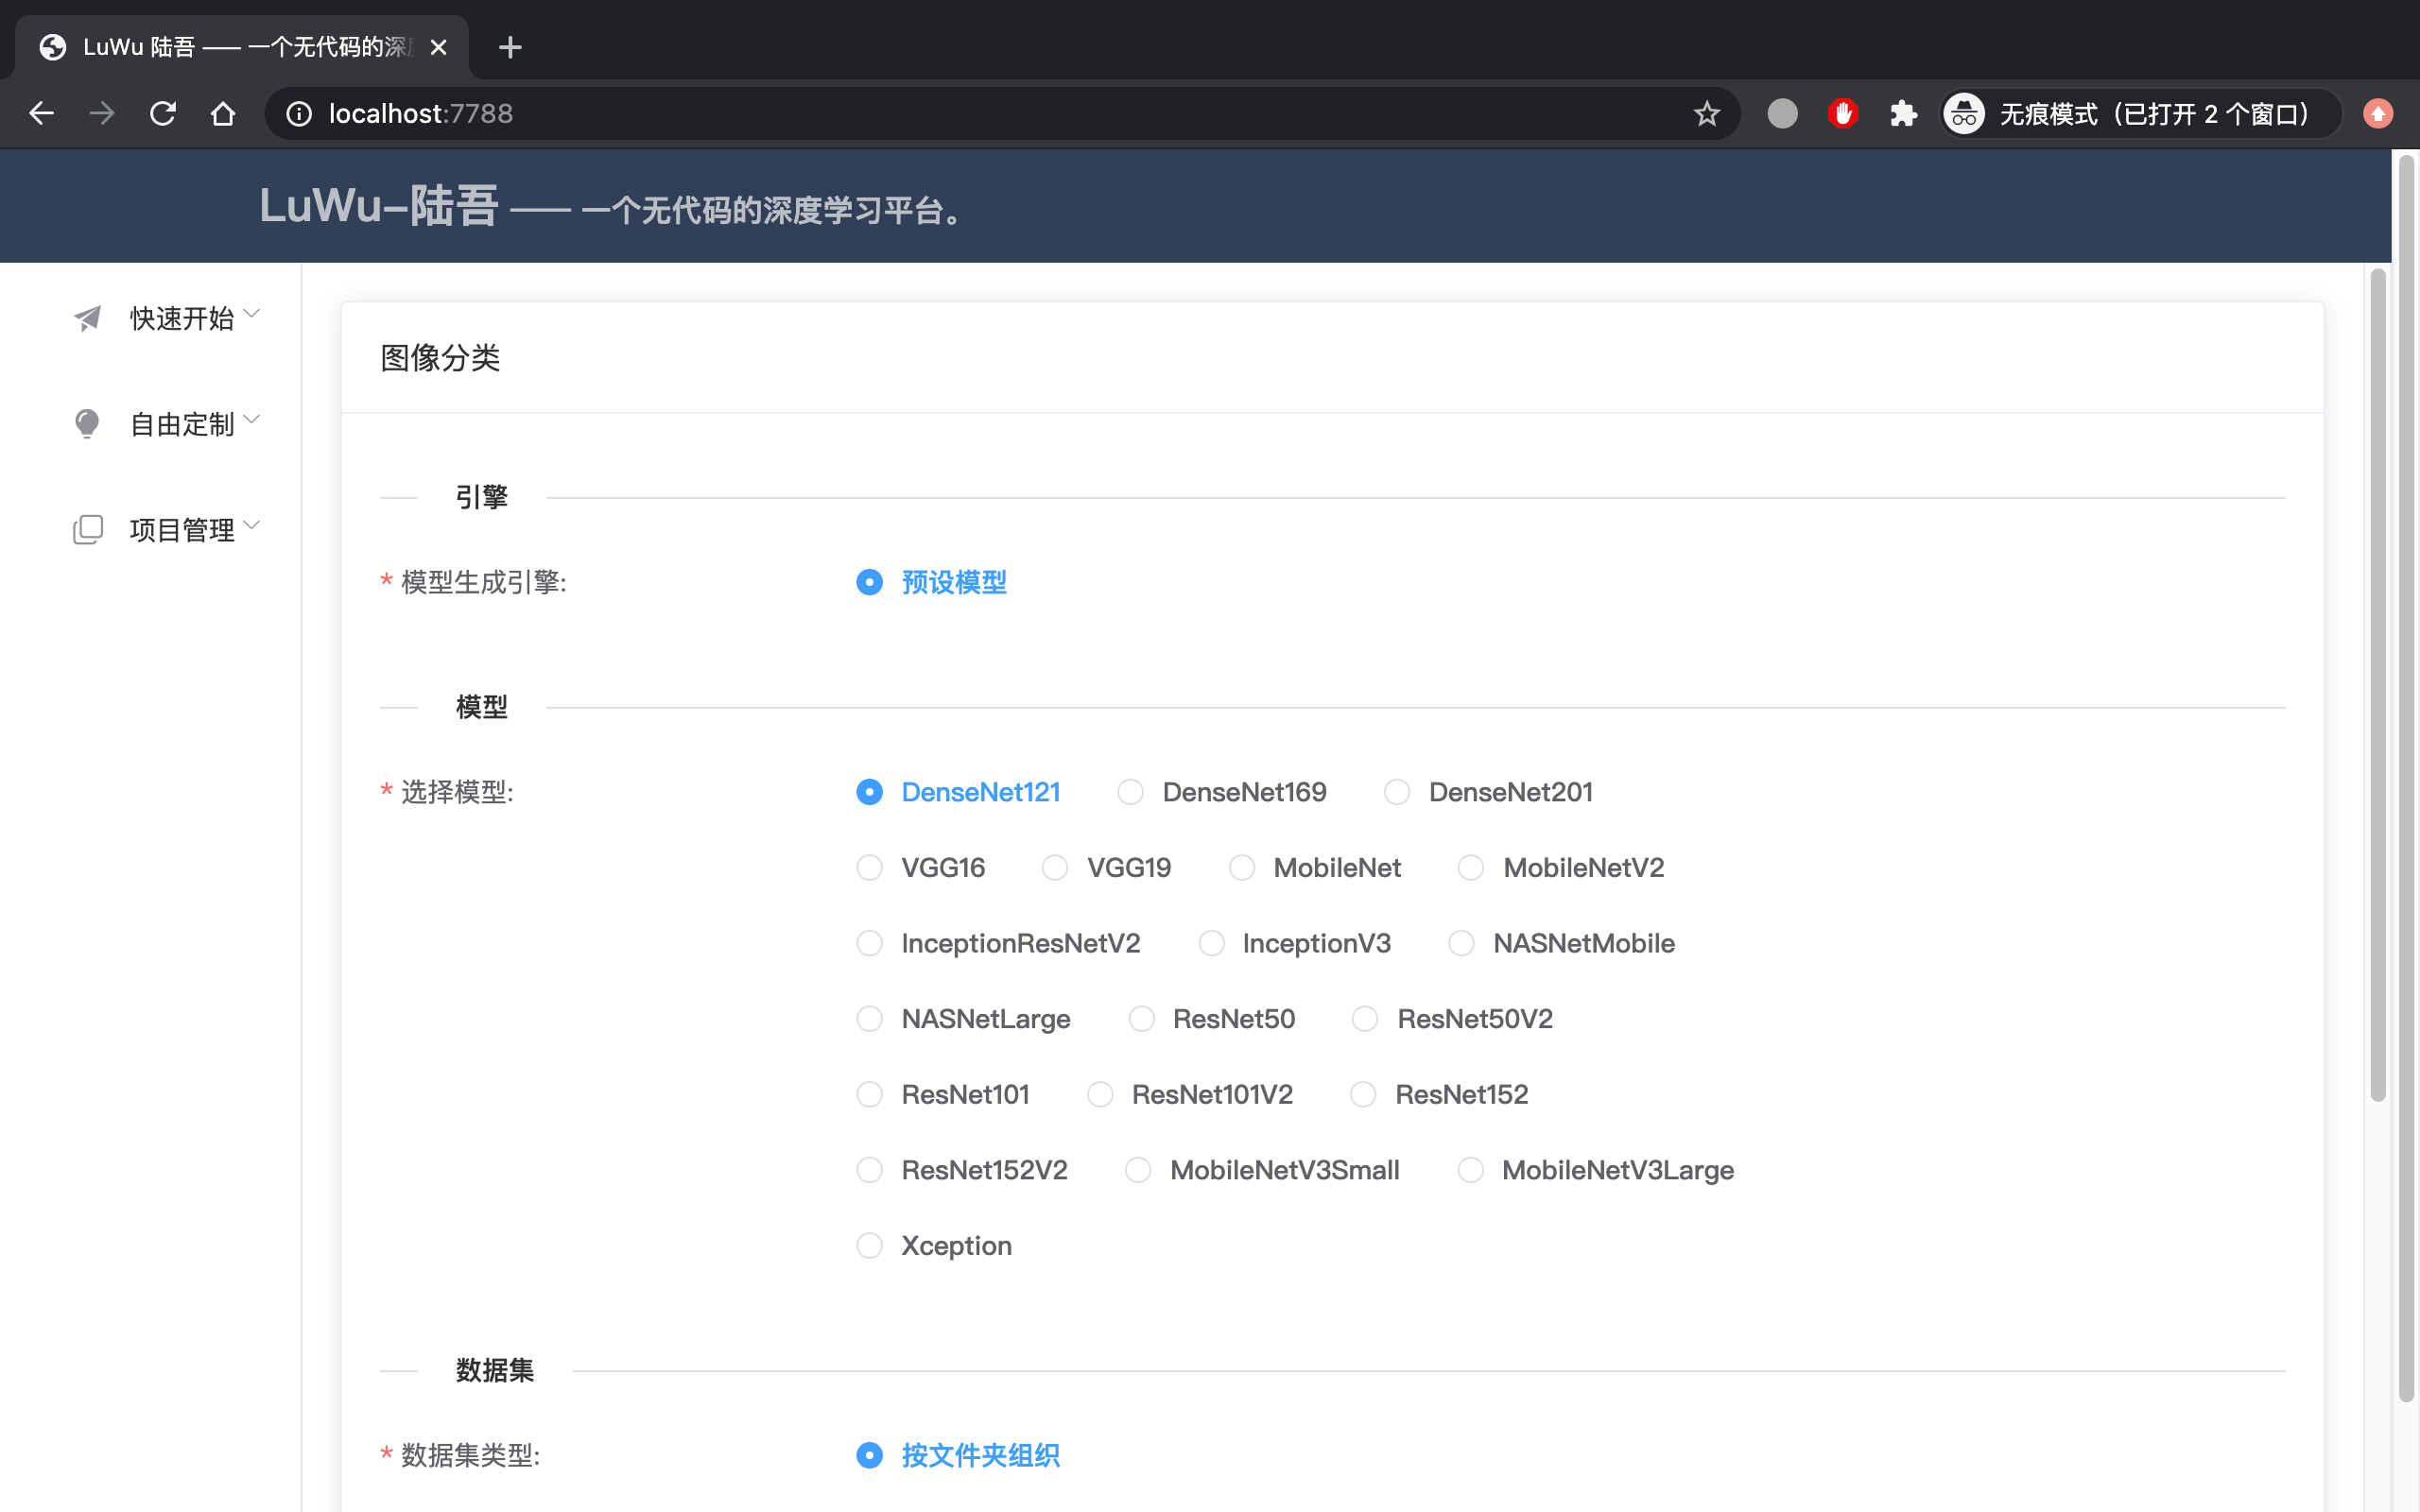 LuWu 陆吾 —— 一个无代码的深
localhost:7788
无痕模式（已打开 2 个窗口）
LuWu-陆吾 —— 一个无代码的深度学习平台。
快速开始
自由定制
项目管理
图像分类
引擎
* 模型生成引擎: 预设模型
模型
* 选择模型: DenseNet121 DenseNet169 DenseNet201
VGG16 VGG19 MobileNet MobileNetV2
InceptionResNetV2 InceptionV3 NASNetMobile
NASNetLarge ResNet50 ResNet50V2
ResNet101 ResNet101V2 ResNet152
ResNet152V2 MobileNetV3Small MobileNetV3Large
Xception
数据集
* 数据集类型: 按文件夹组织